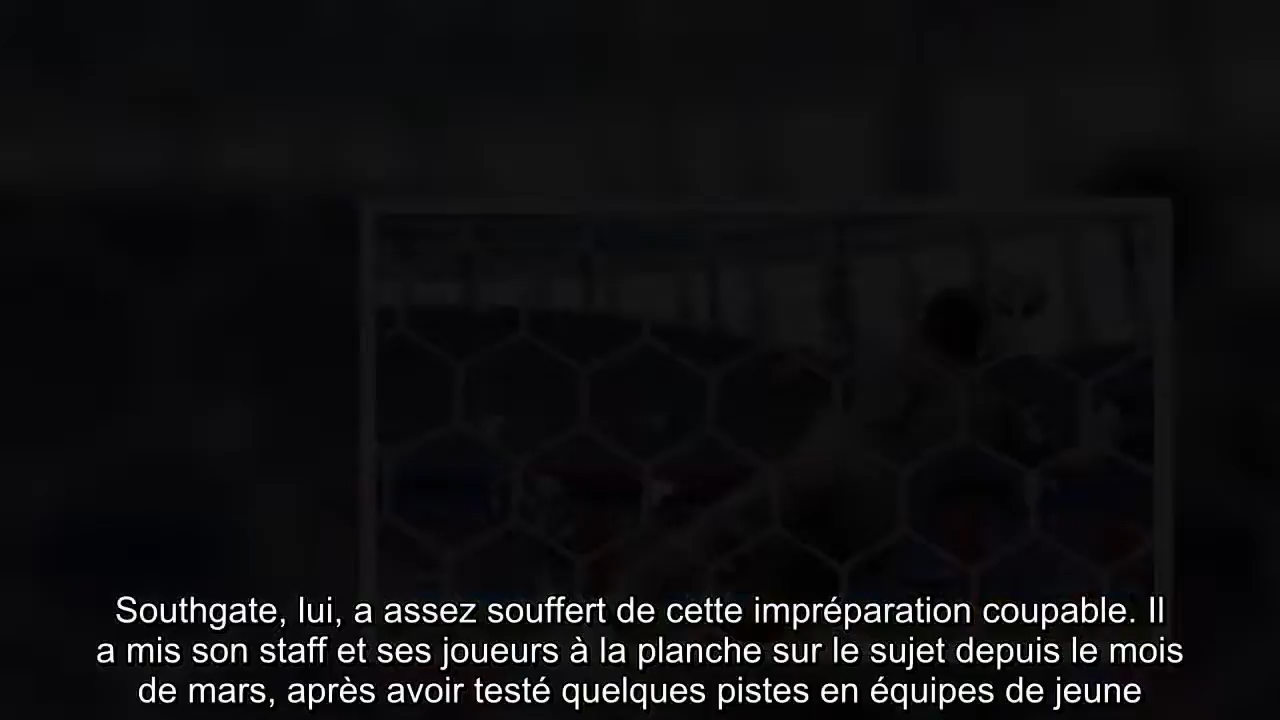 Southgate, lui, a assez souffert de cette impréparation coupable. Il
a mis son staff et ses joueurs à la planche sur le sujet depuis le mois
de mars, après avoir testé quelques pistes en équipes de jeune